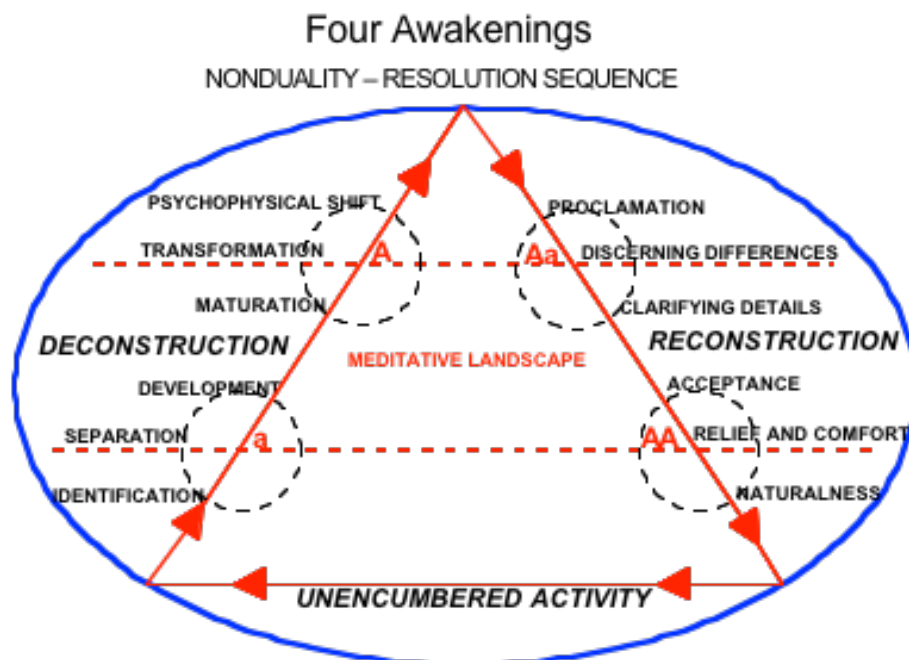 Four Awakenings
NONDUALITY – RESOLUTION SEQUENCE
PSYCHOPHYSICAL SHIFT
PROCLAMATION
TRANSFORMATION
A
Aa
DISCERNING DIFFERENCES
MATURATION
CLARIFYING DETAILS
DECONSTRUCTION
MEDITATIVE LANDSCAPE
RECONSTRUCTION
DEVELOPMENT
ACCEPTANCE
SEPARATION
a
AA
RELIEF AND COMFORT
IDENTIFICATION
NATURALNESS
UNENCUMBERED ACTIVITY